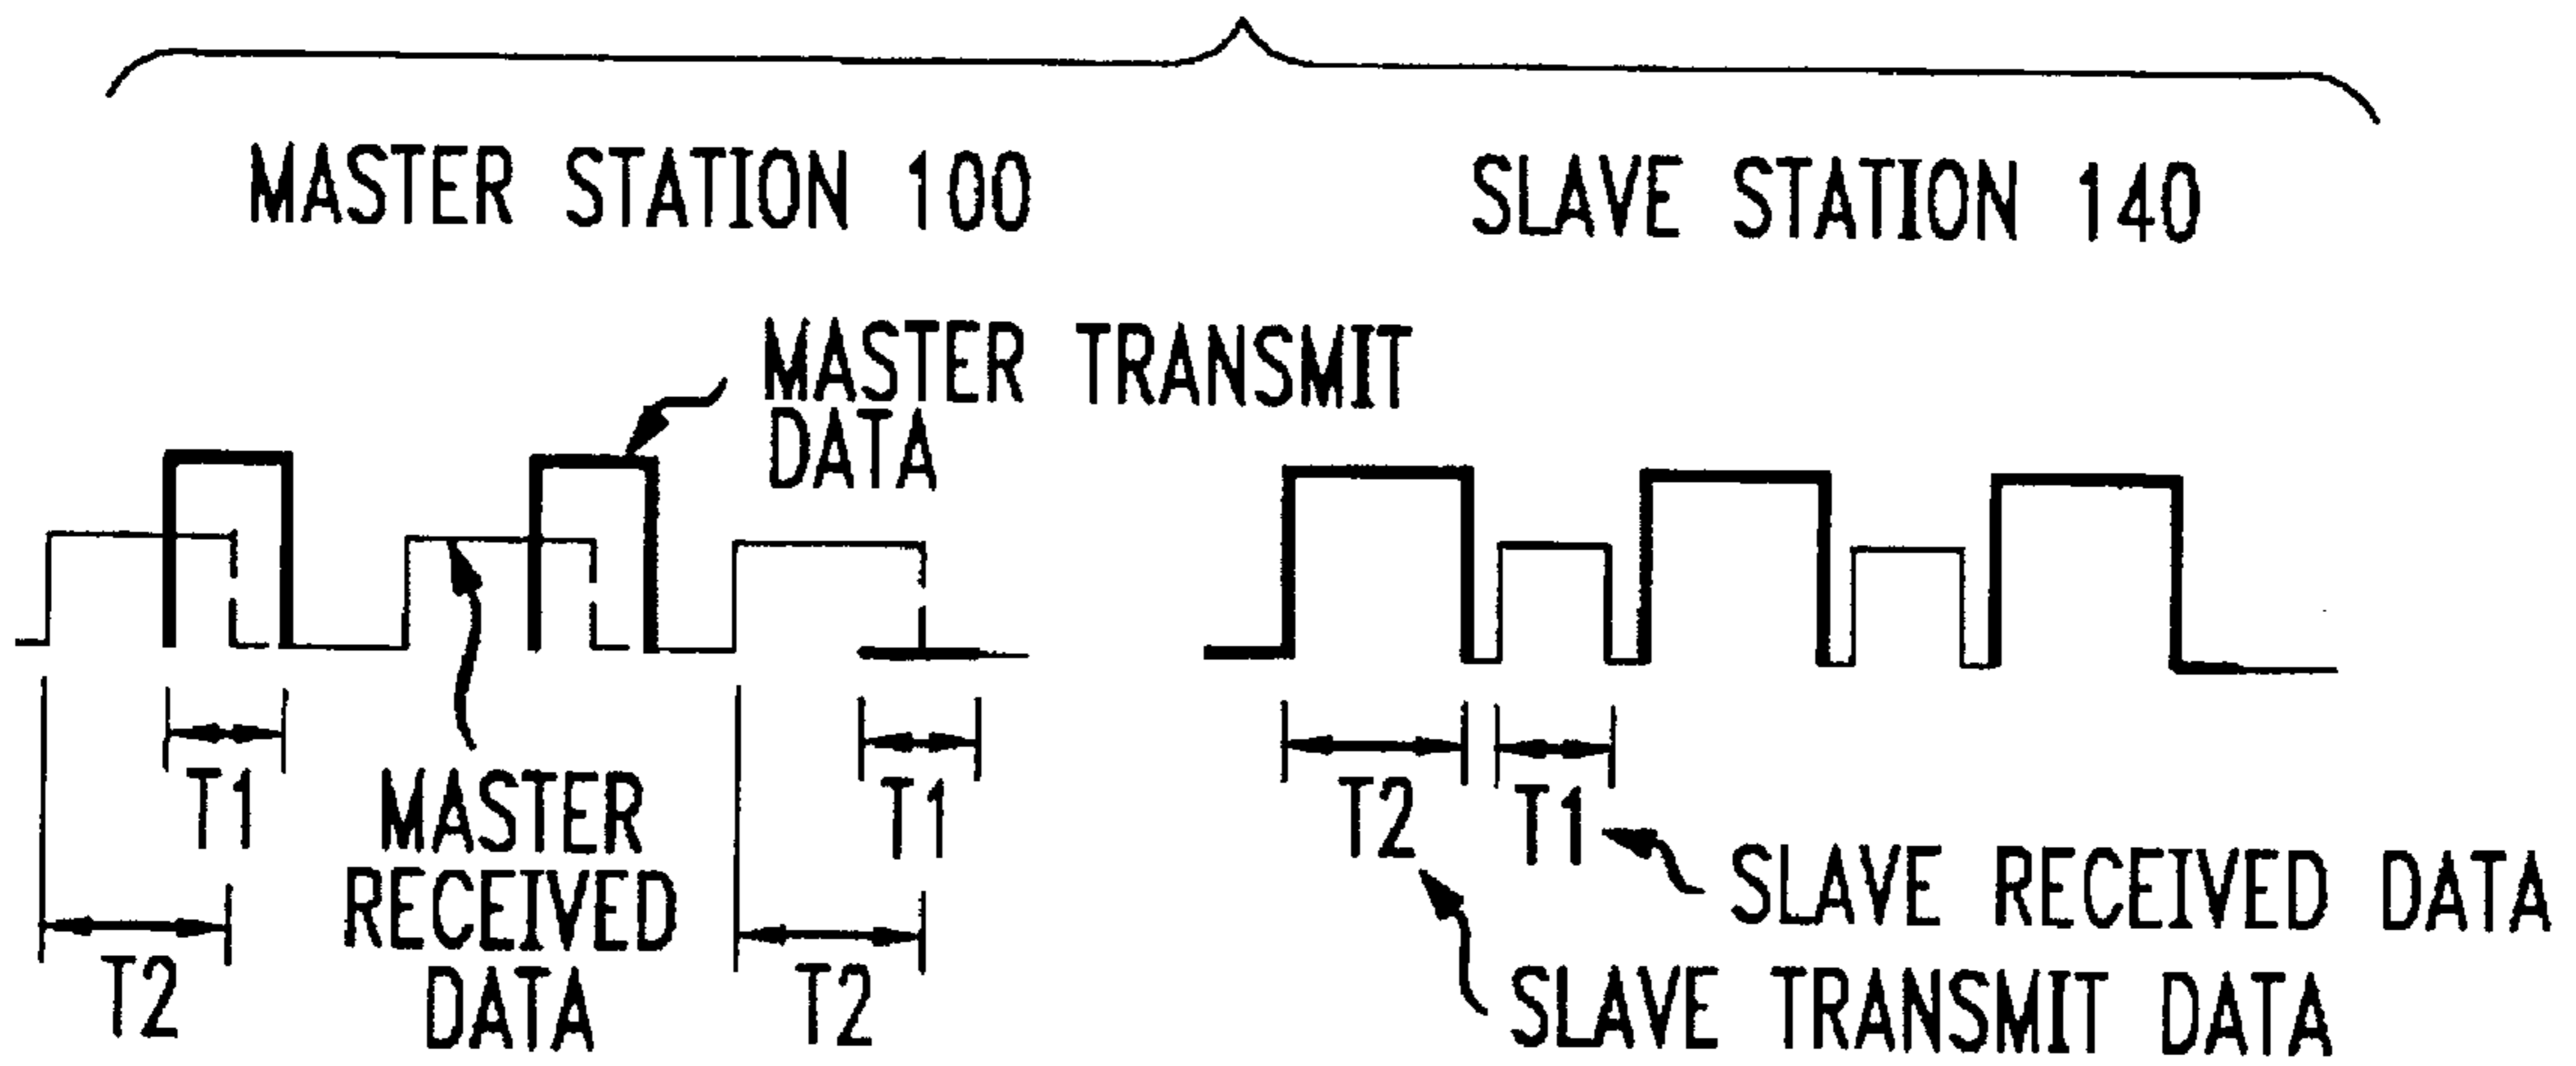 MASTER STATION 100
SLAVE STATION 140
MASTER TRANSMIT
DATA
T1
MASTER
RECEIVED
DATA
T2
T1
T2
T2
T1
SLAVE RECEIVED DATA
SLAVE TRANSMIT DATA